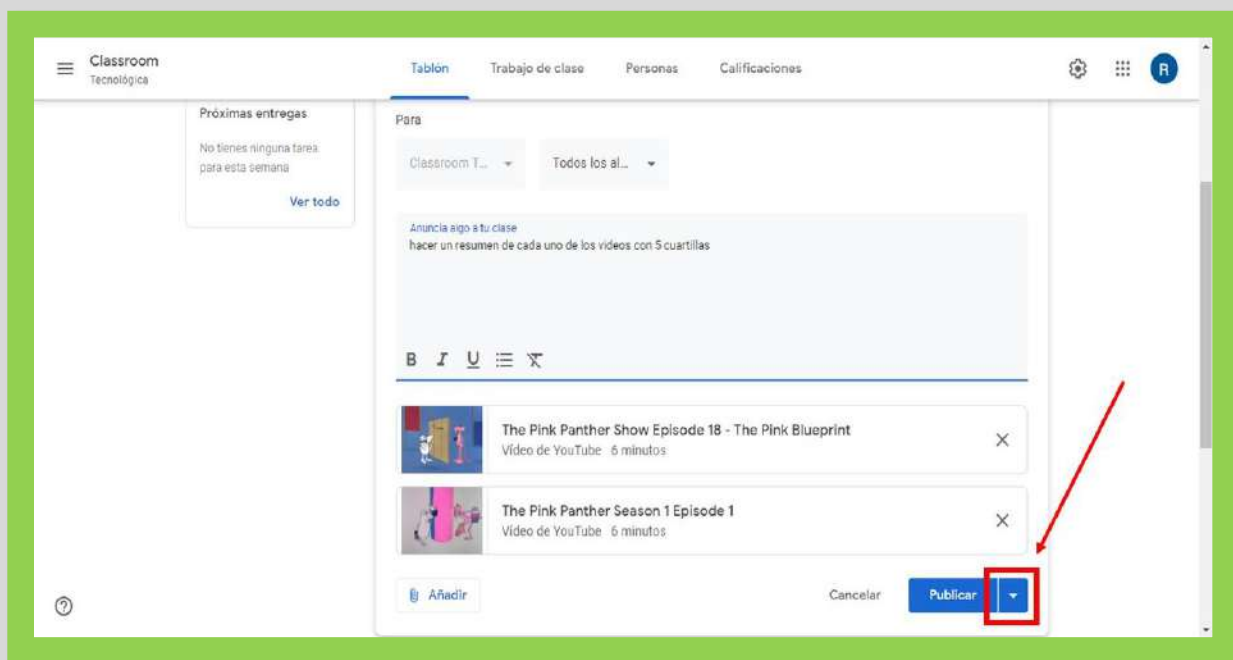 Classroom
Tecnológica
Tablón
Trabajo de clase
Personas
Calificaciones
R
Próximas entregas
No tienes ninguna tarea
para esta semana
Ver todo
Para
Classroom T...
Todos los al...
Anuncia algo a tu clase
hacer un resumen de cada uno de los videos con 5 cuartillas
B I U
The Pink Panther Show Episode 18 - The Pink Blueprint
Vídeo de YouTube 6 minutos
The Pink Panther Season 1 Episode 1
Vídeo de YouTube 6 minutos
Añadir
Cancelar
Publicar